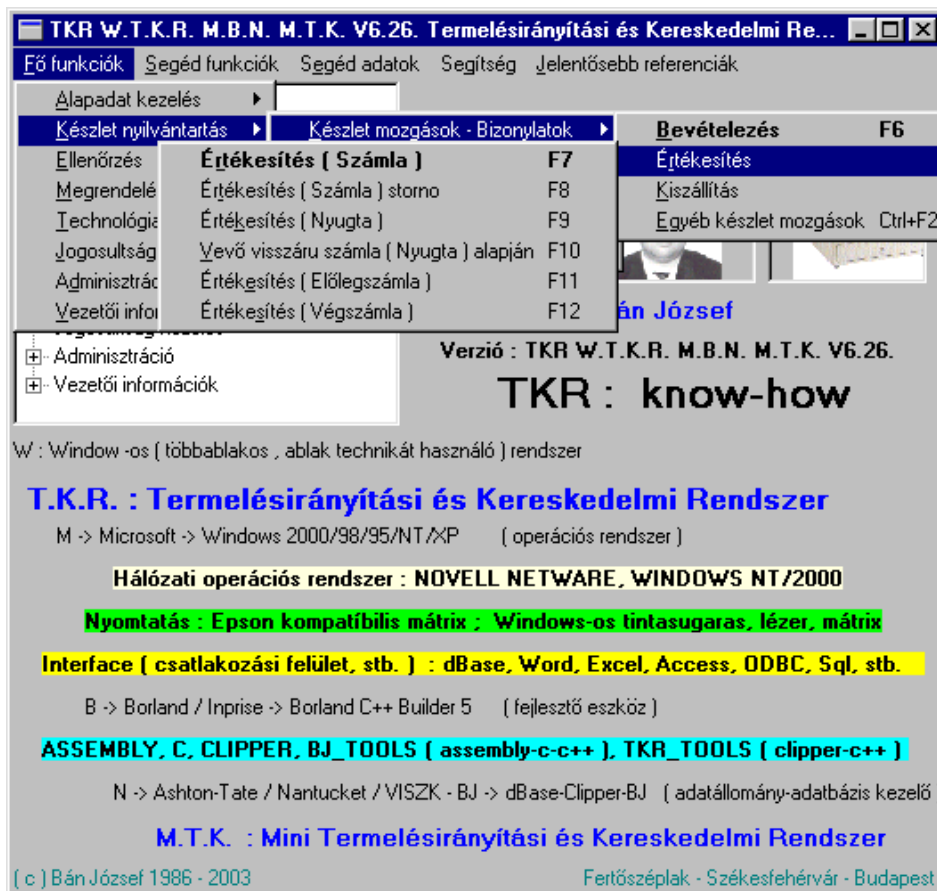 TKR W.T.K.R. M.B.N. M.T.K. V6.26. Termelésirányítási és Kereskedelmi Re...
Fő funkciók Segéd funkciók Segéd adatok Segítség Jelentősebb referenciák
Alapadat kezelés
Készlet nyilvántartás
Ellenőrzés
Megrendelé
Technológia
Jogosultság
Adminisztrác
Vezetői infor
Készlet mozgások - Bizonylatok
Bevételezés F6
Értékesítés
Kiszállítás
Egyéb készlet mozgások Ctrl+F2
Értékesítés ( Számla ) F7
Értékesítés ( Számla ) storno F8
Értékesítés ( Nyugta ) F9
Vevő visszáru számla ( Nyugta ) alapján F10
Értékesítés ( Előlegszámla ) F11
Értékesítés ( Végszámla ) F12
án József
Adminisztráció
Vezetői információk
Verzió : TKR W.T.K.R. M.B.N. M.T.K. V6.26.
TKR : know-how
W : Window -os ( többablakos , ablak technikát használó ) rendszer
T.K.R. : Termelésirányítási és Kereskedelmi Rendszer
M -> Microsoft -> Windows 2000/98/95/NT/XP ( operációs rendszer )
Hálózati operációs rendszer : NOVELL NETWARE, WINDOWS NT/2000
Nyomtatás : Epson kompatíbilis mátrix ; Windows-os tintasugaras, lézer, mátrix
Interface ( csatlakozási felület, stb. ) : dBase, Word, Excel, Access, ODBC, Sql, stb.
B -> Borland / Inprise -> Borland C++ Builder 5 ( fejlesztő eszköz )
ASSEMBLY, C, CLIPPER, BJ_TOOLS ( assembly-c-c++ ), TKR_TOOLS ( clipper-c++ )
N -> Ashton-Tate / Nantucket / VISZK - BJ -> dBase-Clipper-BJ ( adatállomány-adatbázis kezelő
M.T.K. : Mini Termelésirányítási és Kereskedelmi Rendszer
( c ) Bán József 1986 - 2003 Fertőszéplak - Székesfehérvár - Budapest